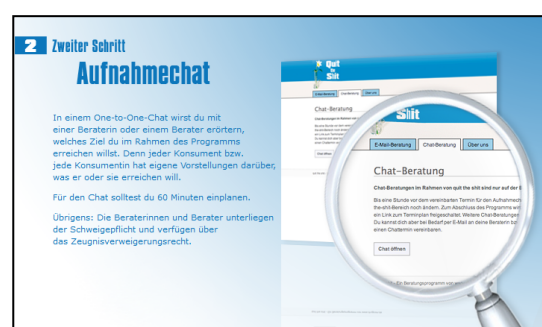 2 Zweiter Schritt
Aufnahmechat
In einem One-to-One-Chat wirst du mit
einer Beraterin oder einem Berater erörtern,
welches Ziel du im Rahmen des Programms
erreichen willst. Denn jeder Konsument bzw.
jede Konsumentin hat eigene Vorstellungen darüber,
was er oder sie erreichen will.
Für den Chat solltest du 60 Minuten einplanen.
Übrigens: Die Beraterinnen und Berater unterliegen
der Schweigepflicht und verfügen über
das Zeugnisverweigerungsrecht.
Chat-Beratung
Shit
E-Mail-Beratung Chat-Beratung Über uns
Chat-Beratung
Chat-Beratungen im Rahmen von quit the shit sind nur auf der
Bis eine Stunde vor dem vereinbarten Termin für den Aufnahmech
the-shit-Bereich noch ändern. Zum Abschluss des Programms wir
ein Link zum Terminplan freigeschaltet. Weitere Chat-Beratungen
Du kannst dich aber bei Bedarf per E-Mail an deine Beraterin
einen Chattermin vereinbaren.
Chat öffnen
Ein Beratungsprogramm von